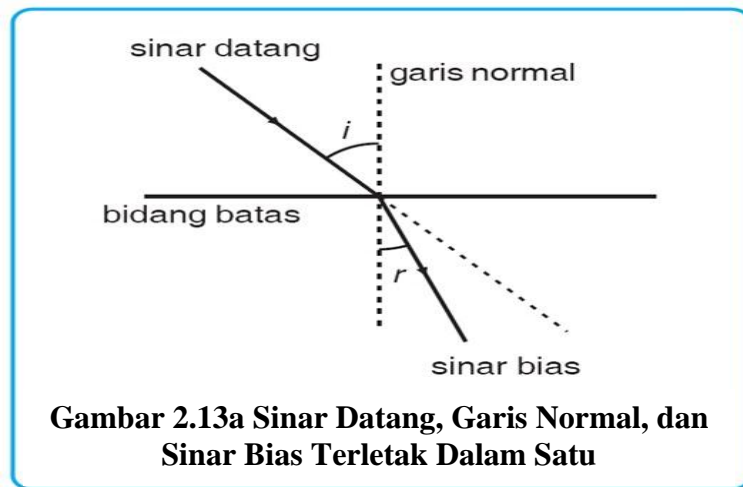 sinar datang
garis normal
i
bidang batas
r
sinar bias
Gambar 2.13a Sinar Datang, Garis Normal, dan
Sinar Bias Terletak Dalam Satu